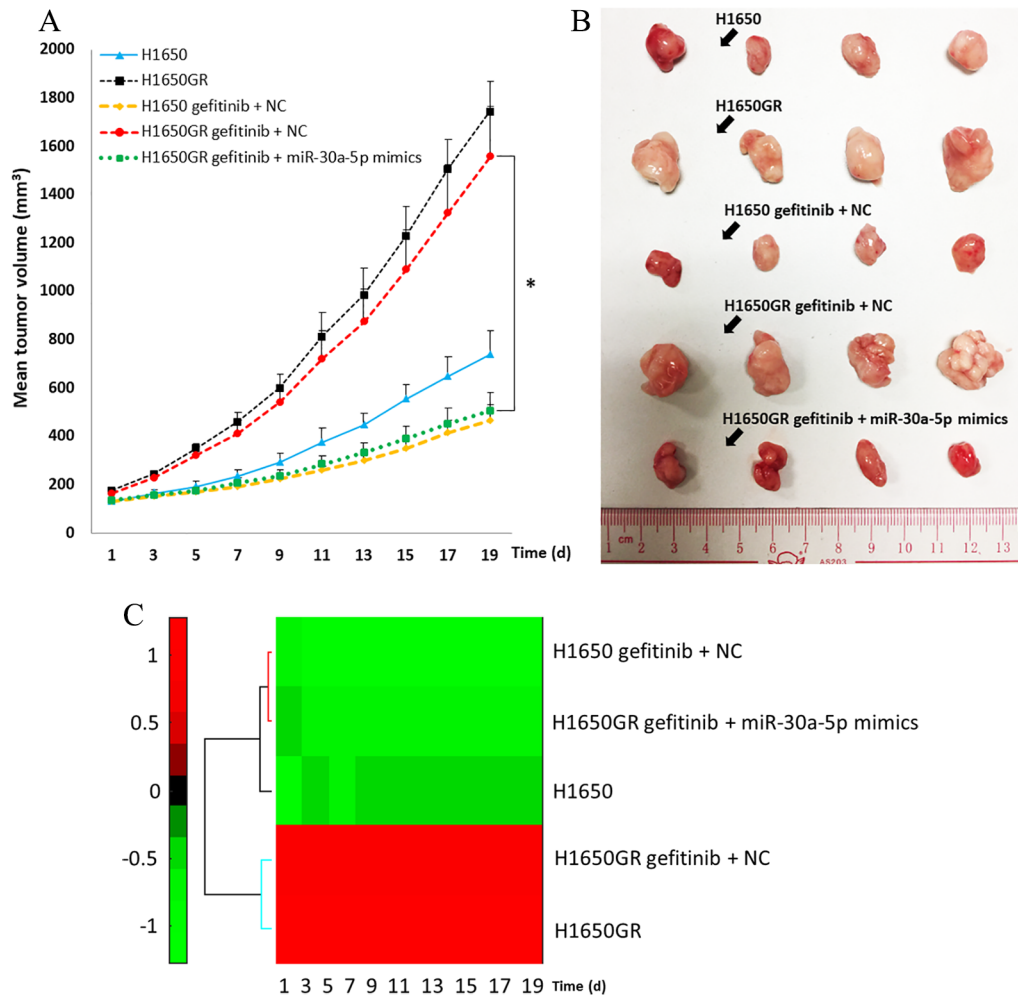 A
2000
1800
1600
1400
1200
1000
800
600
400
200
0
Mean toumor volume (mm³)
H1650
H1650GR
H1650 gefitinib + NC
H1650GR gefitinib + NC
H1650GR gefitinib + miR-30a-5p mimics
*
1 3 5 7 9 11 13 15 17 19 Time (d)
B
H1650
H1650GR
H1650 gefitinib + NC
H1650GR gefitinib + NC
H1650GR gefitinib + miR-30a-5p mimics
1 2 3 4 5 6 7 8 9 10 11 12 13
cm
AS203
C
1
0.5
0
-0.5
-1
H1650 gefitinib + NC
H1650GR gefitinib + miR-30a-5p mimics
H1650
H1650GR gefitinib + NC
H1650GR
1 3 5 7 9 11 13 15 17 19 Time (d)